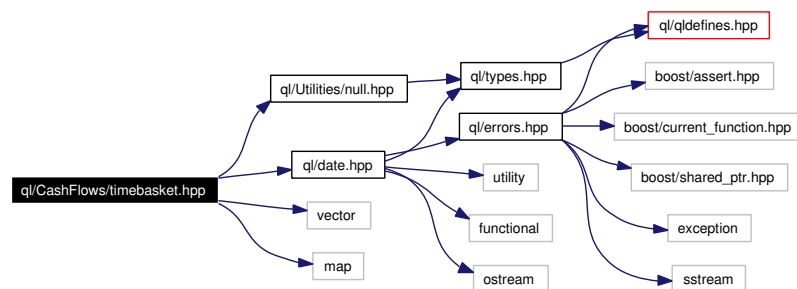 ql/CashFlows/timebasket.hpp
ql/Utilities/null.hpp
ql/date.hpp
vector
map
ql/types.hpp
ql/errors.hpp
utility
functional
ostream
ql/qldefines.hpp
boost/assert.hpp
boost/current_function.hpp
boost/shared_ptr.hpp
exception
sstream